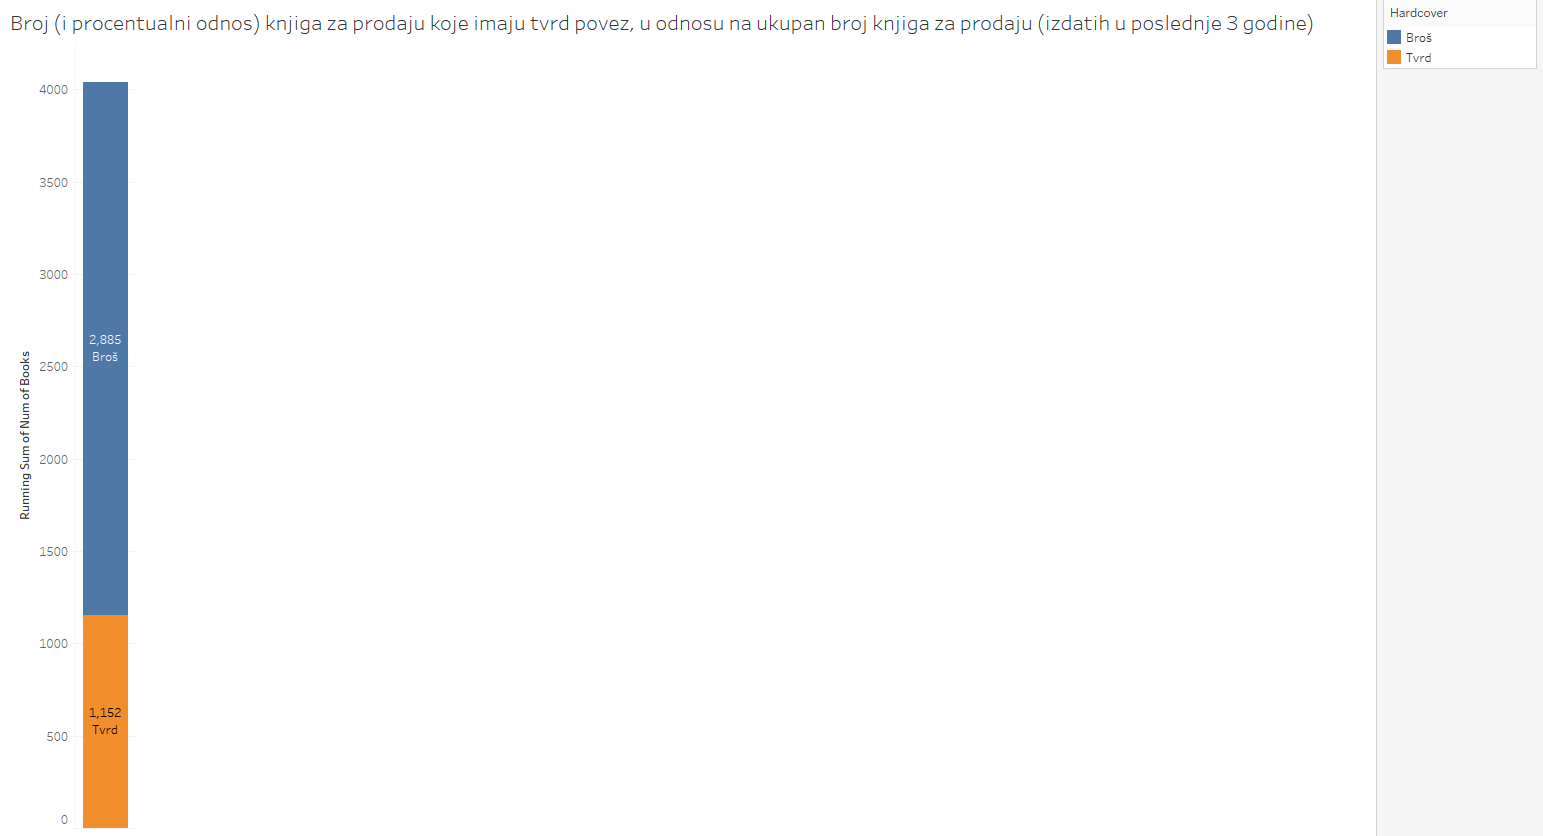 Broj (i procentualni odnos) knjiga za prodaju koje imaju tvrd povez, u odnosu na ukupan broj knjiga za prodaju (izdatih u poslednje 3 godine)
Hardcover
Broš
Tvrd
Running Sum of Num of Books
4000
3500
3000
2500
2000
1500
1000
500
0
2,885
Broš
1,152
Tvrd